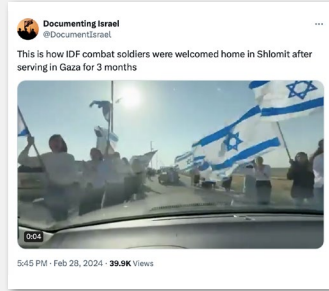 Documenting Israel
@DocumentIsrael
This is how IDF combat soldiers were welcomed home in Shlomit after
serving in Gaza for 3 months
0:04
5:45 PM · Feb 28, 2024 · 39.9K Views